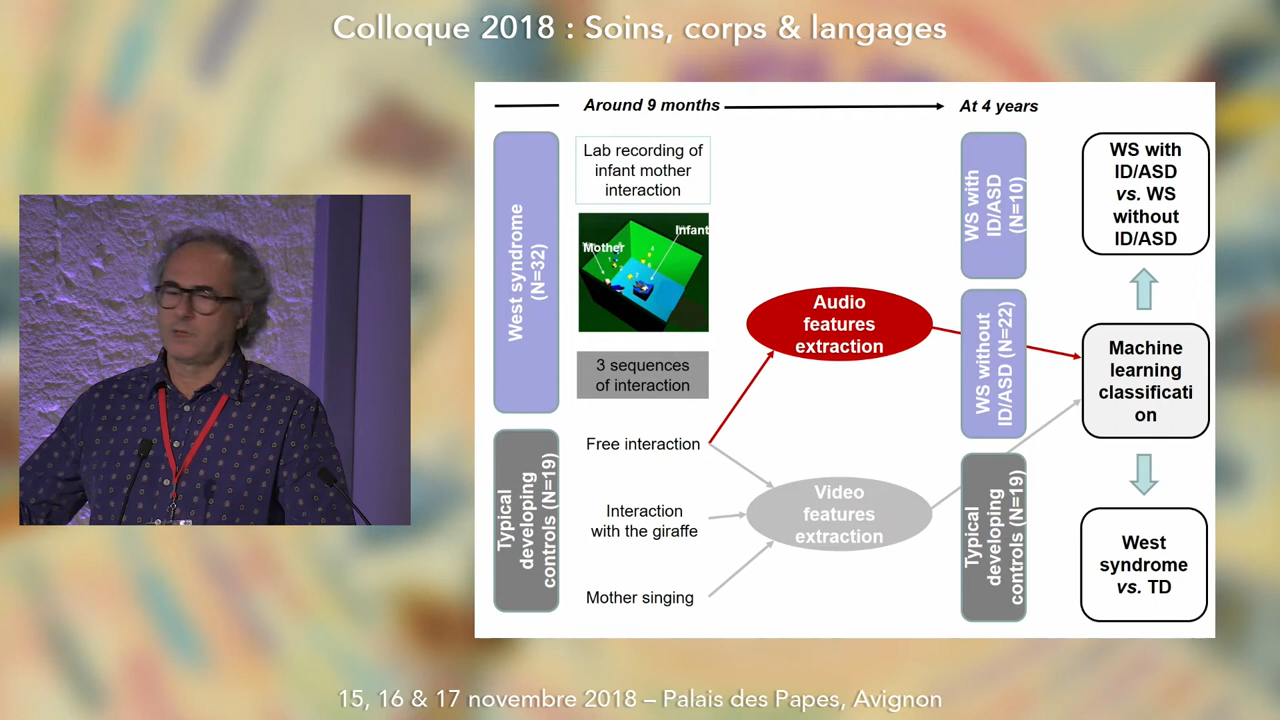 Colloque 2018 : Soins, corps & langages
Around 9 months
At 4 years
West syndrome
(N=32)
Typical
developing
controls (N=19)
Lab recording of
infant mother
interaction
Mother
Infant
3 sequences
of interaction
Free interaction
Interaction
with the giraffe
Mother singing
Audio
features
extraction
Video
features
extraction
WS with
ID/ASD
(N=10)
WS without
ID/ASD (N=22)
Typical
developing
controls (N=19)
WS with
ID/ASD
vs. WS
without
ID/ASD
Machine
learning
classificati
on
West
syndrome
vs. TD
15, 16 & 17 novembre 2018 – Palais des Papes, Avignon